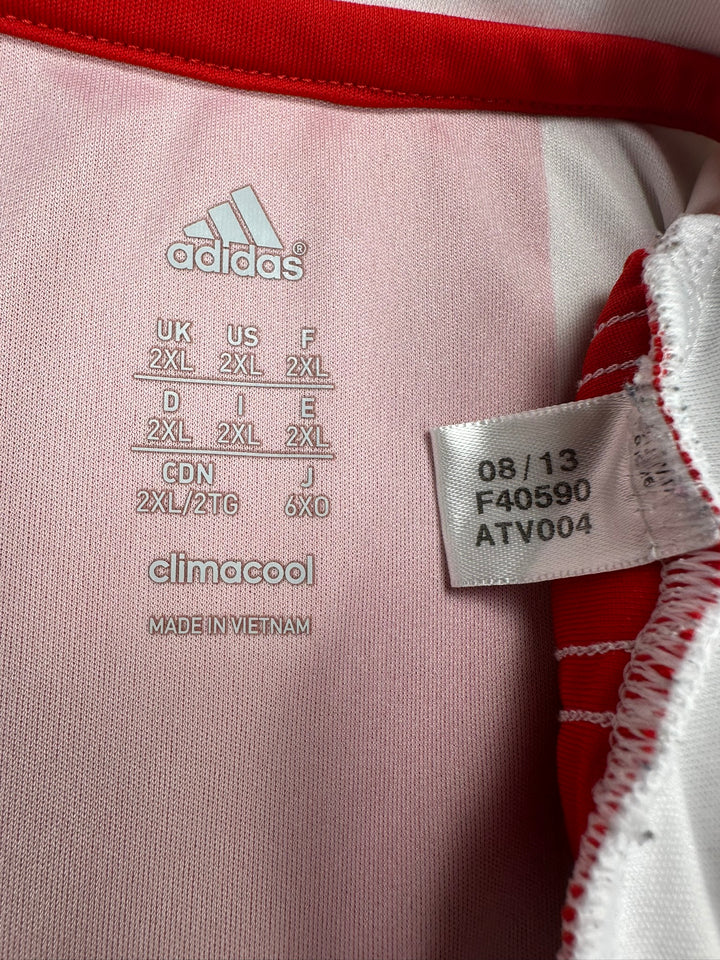 adidas®
UK US F
2XL 2XL 2XL
D I E
2XL 2XL 2XL
CDN J
2XL/2TG 6XO
climacool
MADE IN VIETNAM
08/13
F40590
ATV004